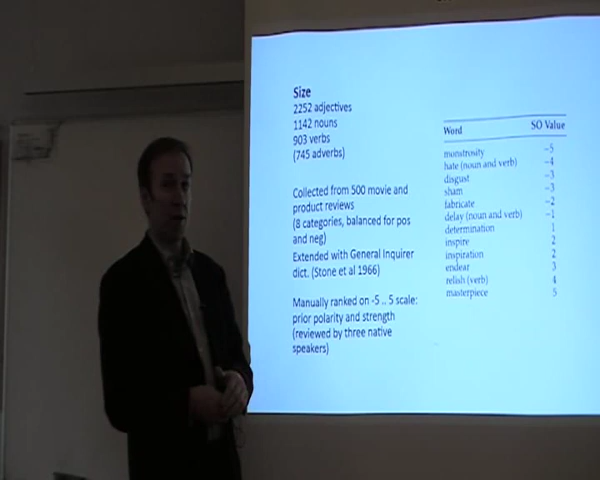 Size
2252 adjectives
1142 nouns
903 verbs
(745 adverbs)
Collected from 500 movie and
product reviews
(8 categories, balanced for pos
and neg)
Extended with General Inquirer
dict. (Stone et al 1966)
Manually ranked on -5 .. 5 scale:
prior polarity and strength
(reviewed by three native
speakers)
Word SO Value
monstrosity −5
hate (noun and verb) −4
disgust −3
sham −3
fabricate −2
delay (noun and verb) −1
determination 1
inspire 2
inspiration 2
endear 3
relish (verb) 4
masterpiece 5